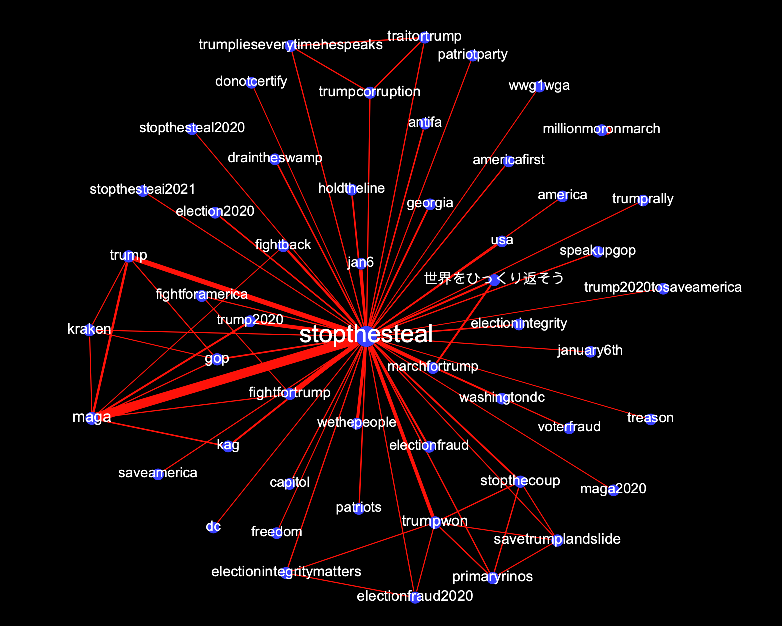 traitortrump
trumplieseverytimehespeaks
patriotparty
donotcertify
wwg1wga
trumpcorruption
antifa
stopthesteal2020
millionmoronmarch
draintheswamp
americafirst
stopthesteai2021
holdtheline
america
trumprally
georgia
election2020
usa
fightback
speakupgop
trump
jan6
世界をひっくり返そう
trump2020tosaveamerica
fightforamerica
trump2020
electionintegrity
kraken
stopthesteal
january6th
gop
marchfortrump
fightfortrump
washingtondc
maga
treason
wethepeople
voterfraud
kag
electionfraud
saveamerica
capitol
stopthecoup
maga2020
patriots
trumpwon
dc
freedom
savetrumplandslide
electionintegritymatters
primaryrinos
electionfraud2020